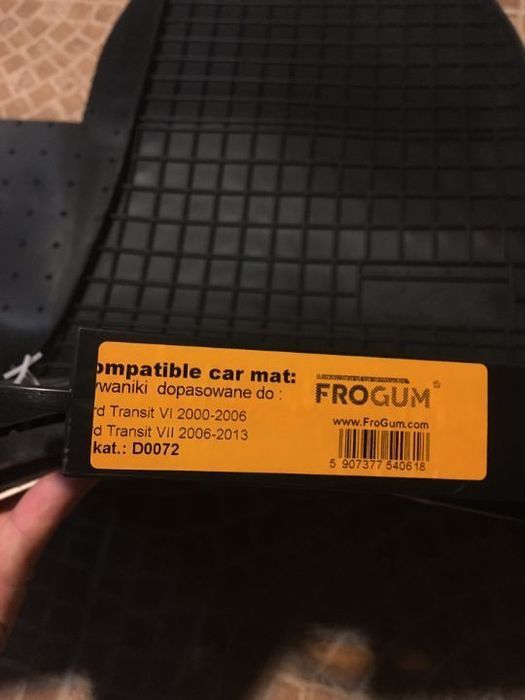 ompatible car mat:
ywaniki dopasowane do :
rd Transit VI 2000-2006
d Transit VII 2006-2013
kat.: D0072
FROGUM®
www.FroGum.com
5 907377 540618